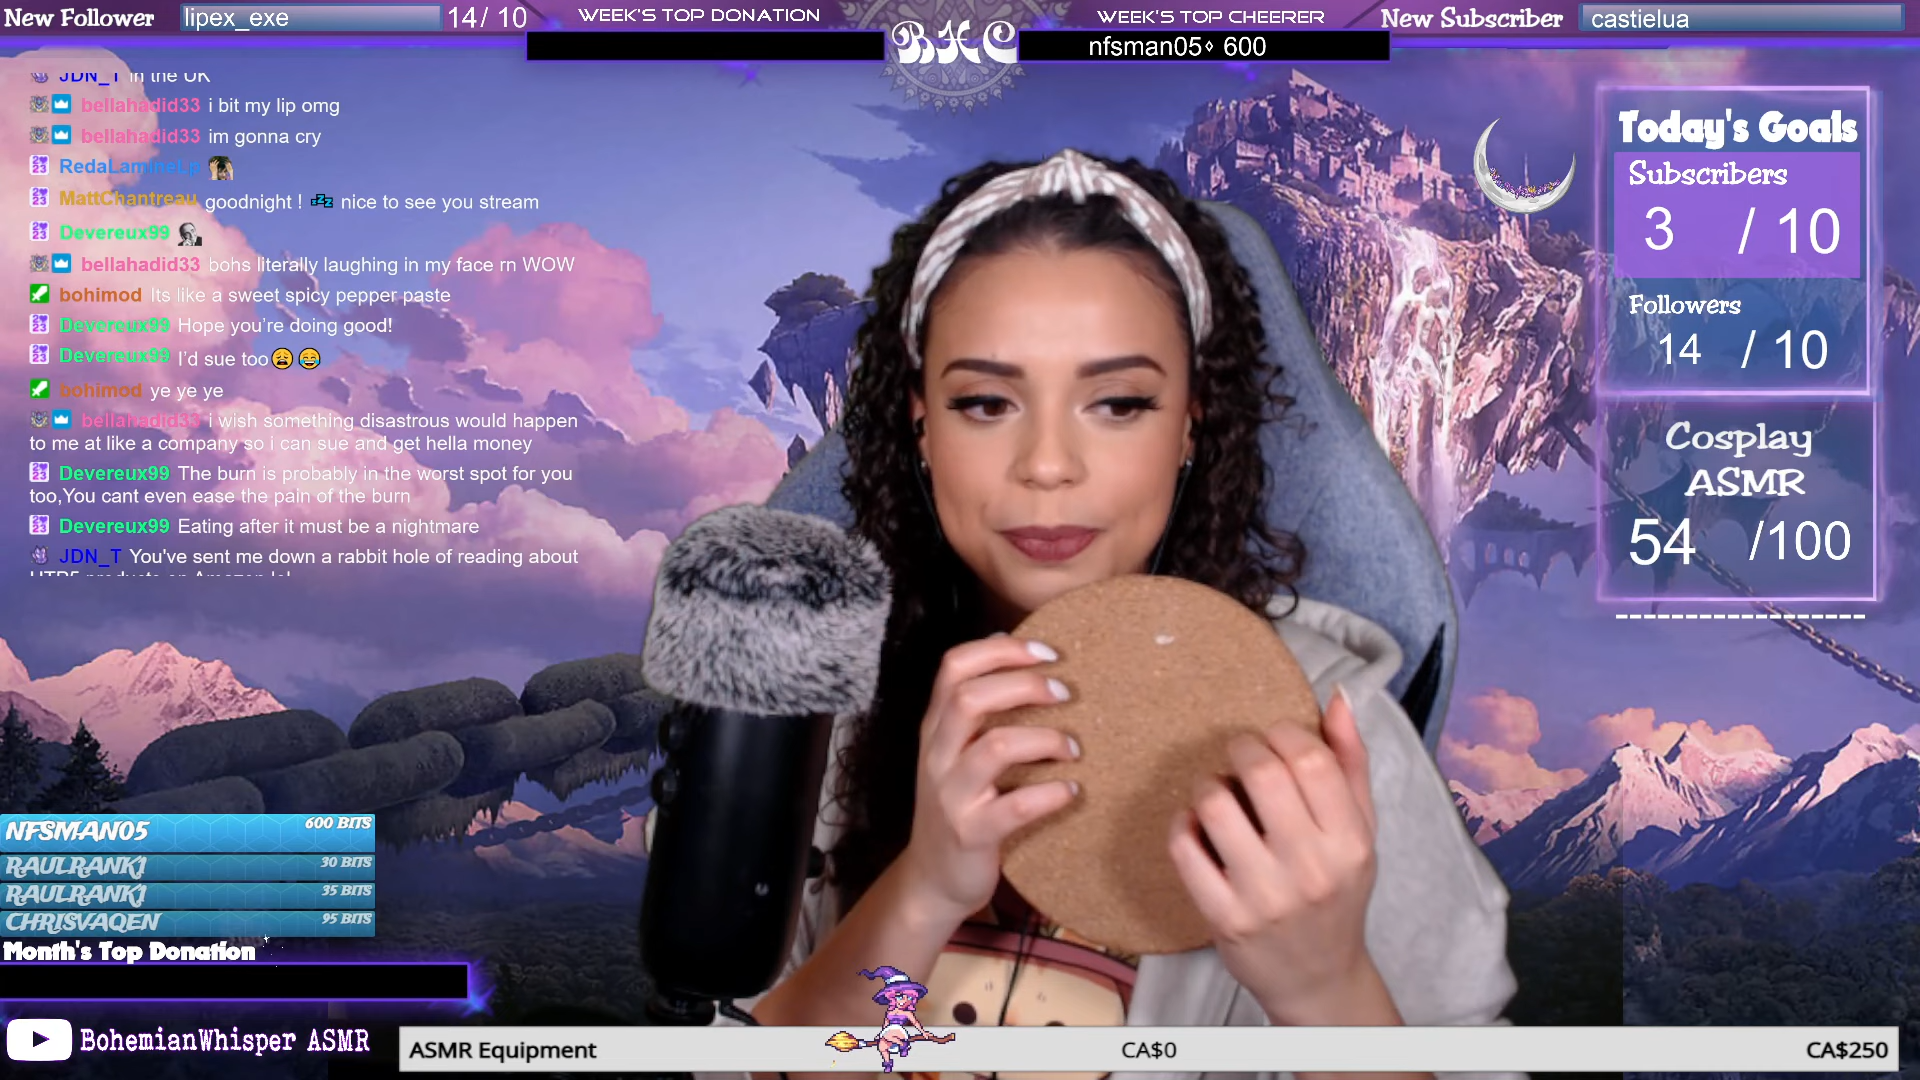 New Follower
lipex_exe
14/ 10
WEEK'S TOP DONATION
BHC
WEEK'S TOP CHEERER
nfsman05 600
New Subscriber
castielua
JDN_T in the UK
bellahadid33 i bit my lip omg
bellahadid33 im gonna cry
RedaLamineLp
MattChantreau goodnight ! zzz nice to see you stream
Devereux99
bellahadid33 bohs literally laughing in my face rn WOW
bohimod Its like a sweet spicy pepper paste
Devereux99 Hope you're doing good!
Devereux99 I'd sue too😩😂
bohimod ye ye ye
bellahadid33 i wish something disastrous would happen
to me at like a company so i can sue and get hella money
Devereux99 The burn is probably in the worst spot for you
too,You cant even ease the pain of the burn
Devereux99 Eating after it must be a nightmare
JDN_T You've sent me down a rabbit hole of reading about
Today's Goals
Subscribers
3 / 10
Followers
14 / 10
Cosplay
ASMR
54 /100
NFSMAN05 600 BITS
RAULRANK1 30 BITS
RAULRANK1 35 BITS
CHRISVAQEN 95 BITS
Month's Top Donation
BohemianWhisper ASMR
ASMR Equipment CA$0 CA$250